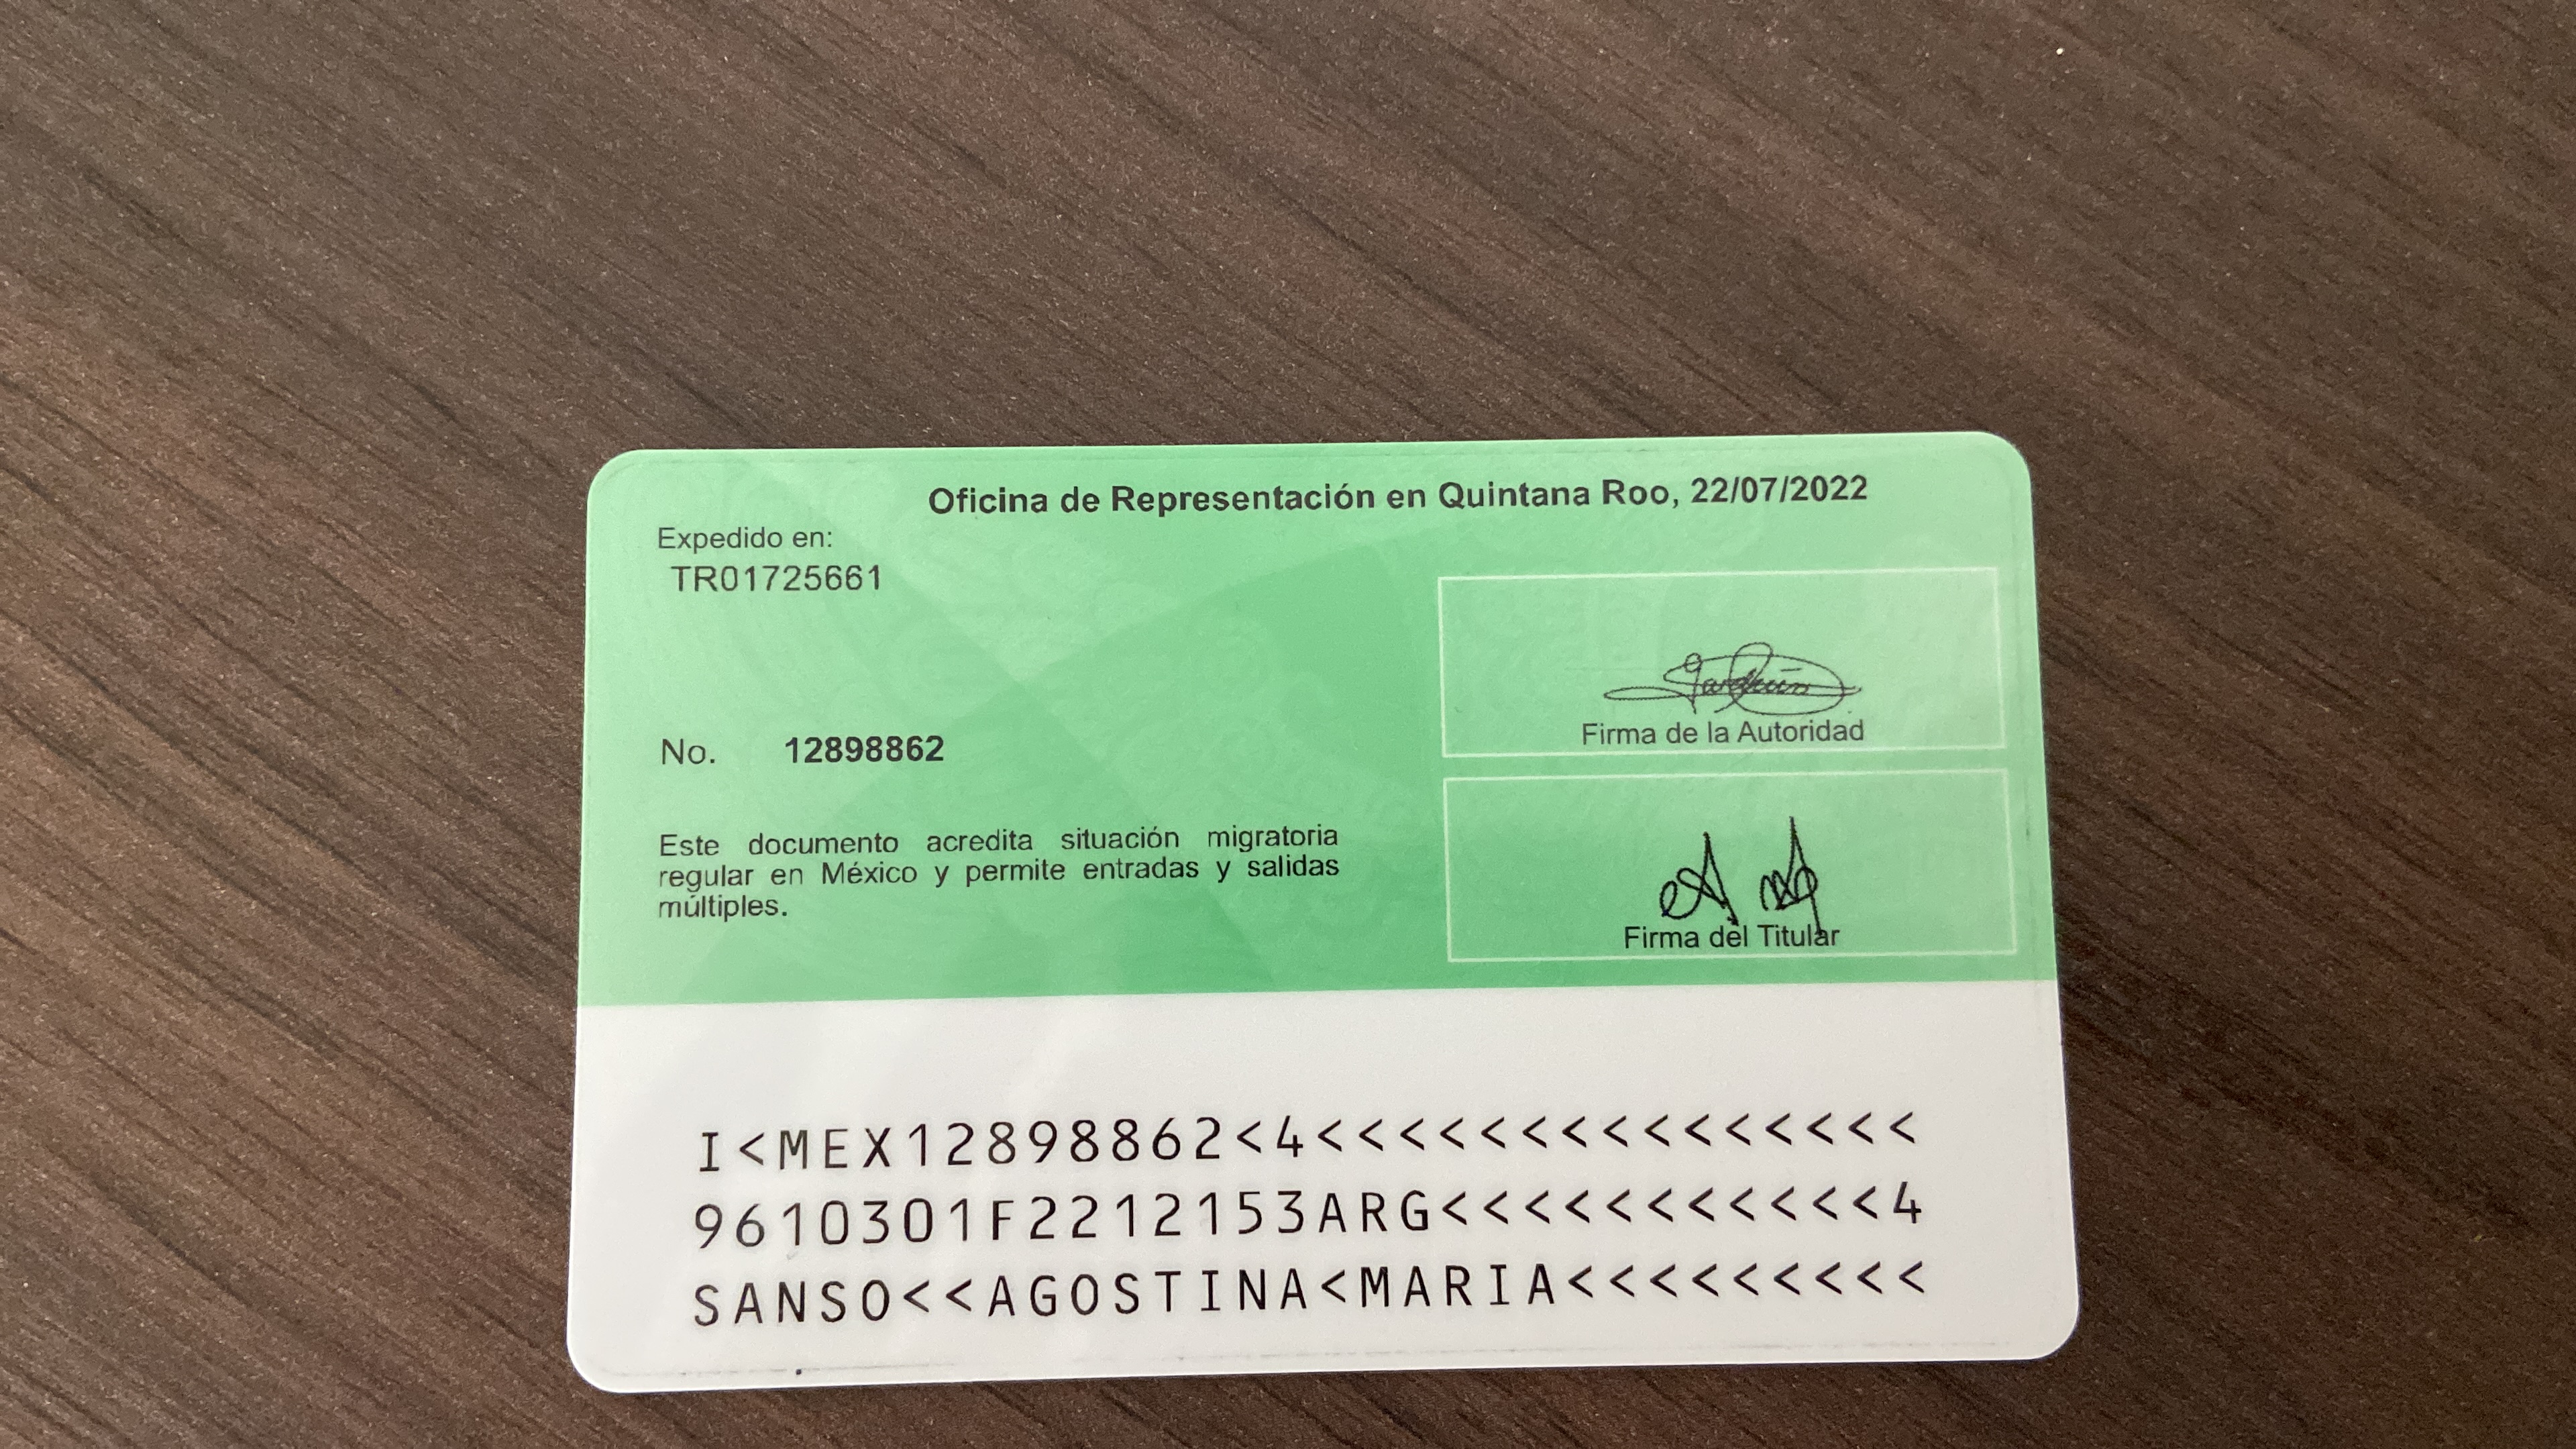 Oficina de Representación en Quintana Roo, 22/07/2022
Expedido en:
TR01725661
Firma de la Autoridad
No. 12898862
Este documento acredita situación migratoria
regular en México y permite entradas y salidas
múltiples.
Firma del Titular
I<MEX12898862<4<<<<<<<<<<<<<<<
9610301F2212153ARG<<<<<<<<<<<4
SANSO<<AGOSTINA<MARIA<<<<<<<<<